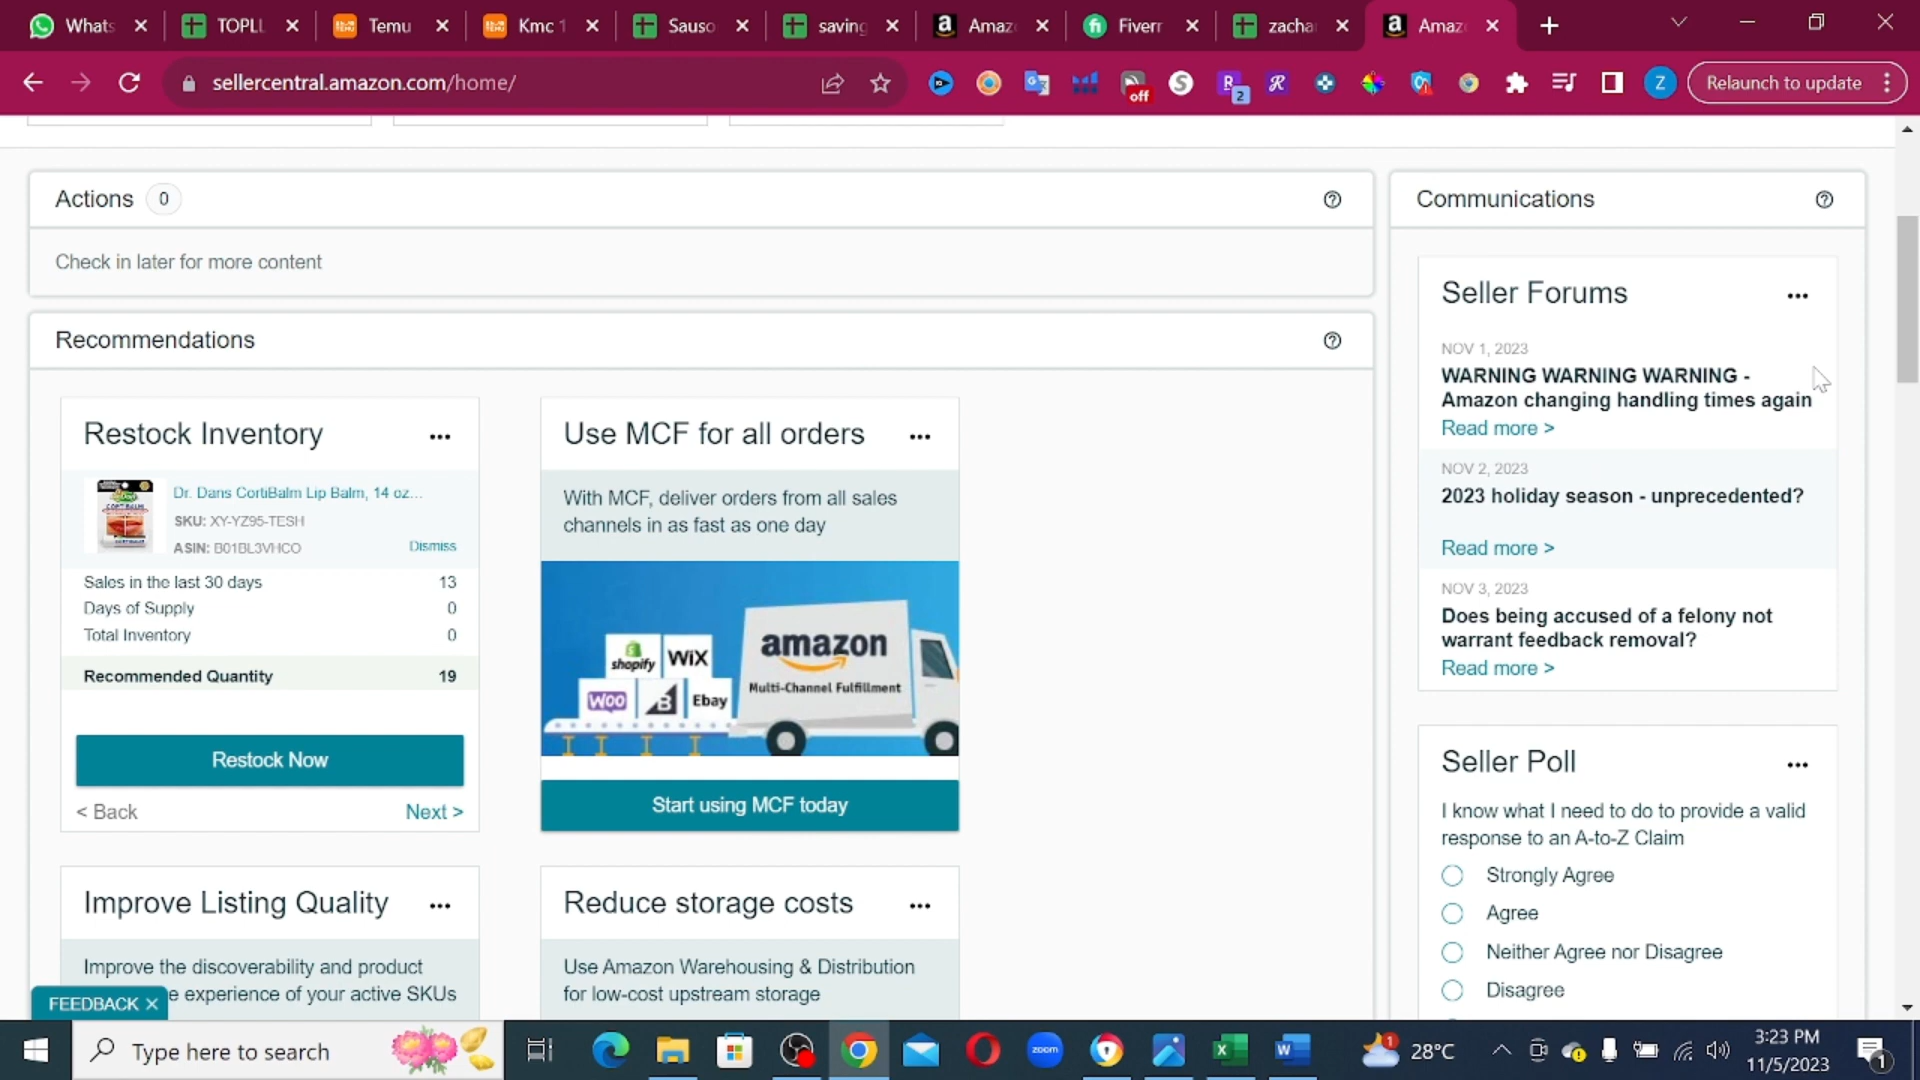 Whats
TOPLL
Temu
Kmc 1
Sauso
saving
Amaz
Fiverr
zacha
Amaz
sellercentral.amazon.com/home/
off
2
Z
Relaunch to update
Actions 0
Check in later for more content
Recommendations
Restock Inventory
Dr. Dans CortiBalm Lip Balm, 14 oz...
SKU: XY-YZ95-TESH
ASIN: B01BL3VHCO
Dismiss
Sales in the last 30 days 13
Days of Supply 0
Total Inventory 0
Recommended Quantity 19
Restock Now
< Back Next >
Use MCF for all orders
With MCF, deliver orders from all sales
channels in as fast as one day
shopify WiX
WOO B Ebay
amazon
Multi-Channel Fulfillment
Start using MCF today
Improve Listing Quality
Improve the discoverability and product
e experience of your active SKUs
Reduce storage costs
Use Amazon Warehousing & Distribution
for low-cost upstream storage
FEEDBACK
Communications
Seller Forums
NOV 1, 2023
WARNING WARNING WARNING -
Amazon changing handling times again
Read more >
NOV 2, 2023
2023 holiday season - unprecedented?
Read more >
NOV 3, 2023
Does being accused of a felony not
warrant feedback removal?
Read more >
Seller Poll
I know what I need to do to provide a valid
response to an A-to-Z Claim
Strongly Agree
Agree
Neither Agree nor Disagree
Disagree
Type here to search
zoom
1
28°C
3:23 PM
11/5/2023
1